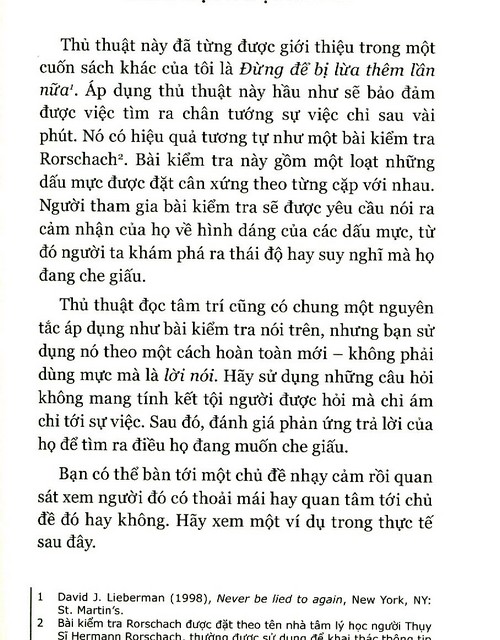 Thủ thuật này đã từng được giới thiệu trong một
cuốn sách khác của tôi là Đừng để bị lừa thêm lần
nữa¹. Áp dụng thủ thuật này hầu như sẽ bảo đảm
được việc tìm ra chân tướng sự việc chỉ sau vài
phút. Nó có hiệu quả tương tự như một bài kiểm tra
Rorschach². Bài kiểm tra này gồm một loạt những
dấu mực được đặt cân xứng theo từng cặp với nhau.
Người tham gia bài kiểm tra sẽ được yêu cầu nói ra
cảm nhận của họ về hình dáng của các dấu mực, từ
đó người ta khám phá ra thái độ hay suy nghĩ mà họ
đang che giấu.
Thủ thuật đọc tâm trí cũng có chung một nguyên
tắc áp dụng như bài kiểm tra nói trên, nhưng bạn sử
dụng nó theo một cách hoàn toàn mới – không phải
dùng mực mà là lời nói. Hãy sử dụng những câu hỏi
không mang tính kết tội người được hỏi mà chỉ ám
chỉ tới sự việc. Sau đó, đánh giá phản ứng trả lời của
họ để tìm ra điều họ đang muốn che giấu.
Bạn có thể bàn tới một chủ đề nhạy cảm rồi quan
sát xem người đó có thoải mái hay quan tâm tới chủ
đề đó hay không. Hãy xem một ví dụ trong thực tế
sau đây.
1 David J. Lieberman (1998), Never be lied to again, New York, NY:
St. Martin's.
2 Bài kiểm tra Rorschach được đặt theo tên nhà tâm lý học người Thụy
Sĩ Hermann Rorschach, thường được sử dụng để khai thác thông tin